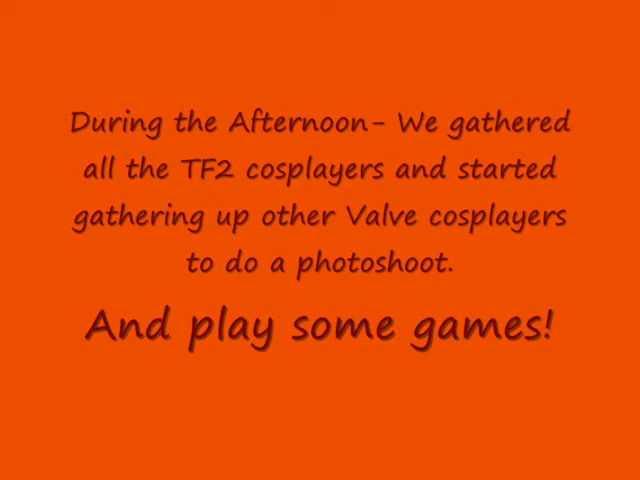 During the Afternoon- We gathered
all the TF2 cosplayers and started
gathering up other Valve cosplayers
to do a photoshoot.
And play some games!